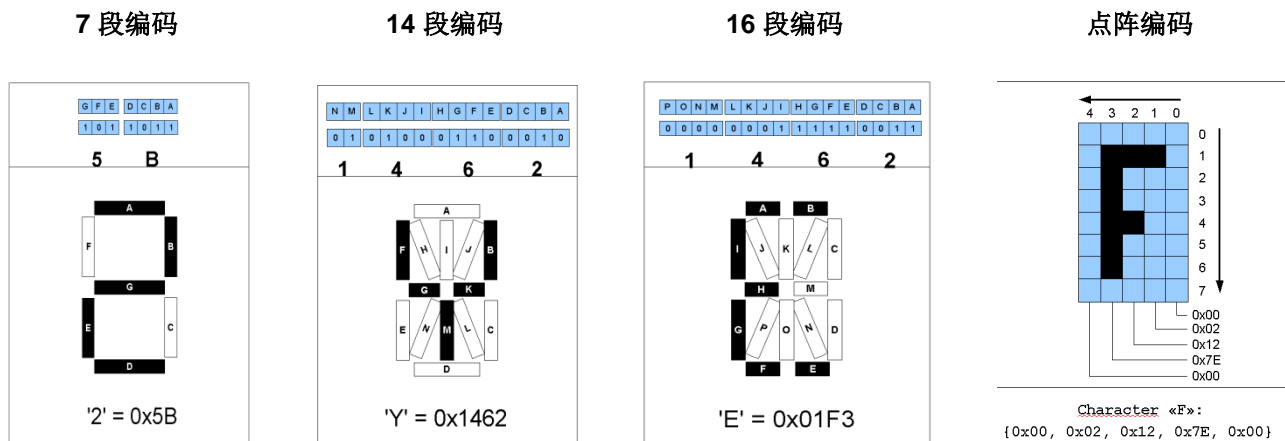 7 段编码
14 段编码
16 段编码
点阵编码
G F E D C B A
1 0 1 1 0 1 1
5 B
A
F
B
G
E
C
D
'2' = 0x5B
N M L K J I H G F E D C B A
0 1 0 1 0 0 0 1 1 0 0 0 1 0
1 4 6 2
A
F H I J B
G K
E N M L C
D
'Y' = 0x1462
P O N M L K J I H G F E D C B A
0 0 0 0 0 0 0 1 1 1 1 1 0 0 1 1
1 4 6 2
A B
I J K L C
H M
G P O N D
F E
'E' = 0x01F3
4 3 2 1 0
0
1
2
3
4
5
6
7
0x00
0x02
0x12
0x7E
0x00
Character «F»:
{0x00, 0x02, 0x12, 0x7E, 0x00}